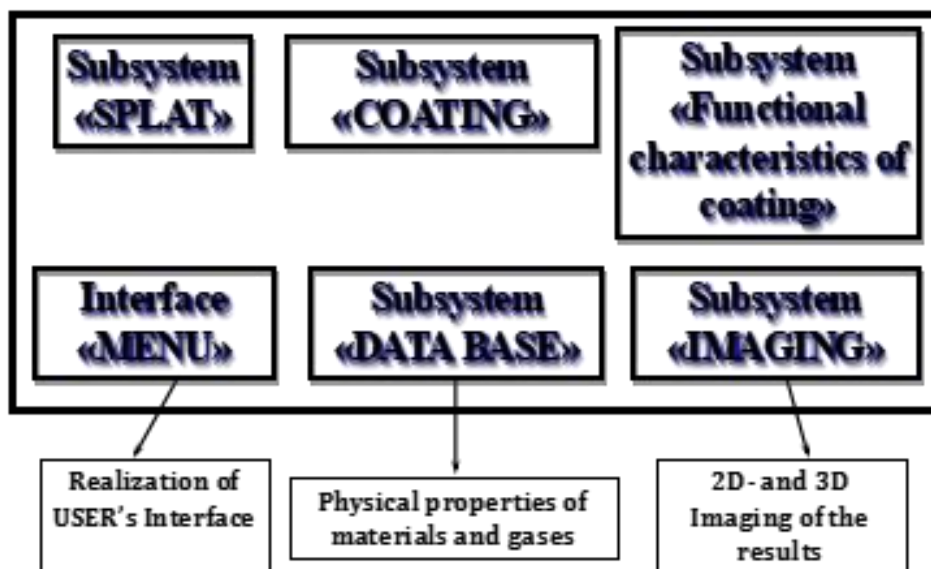 Subsystem
«SPLAT»
Subsystem
«COATING»
Subsystem
«Functional
characteristics of
coating»
Interface
«MENU»
Subsystem
«DATA BASE»
Subsystem
«IMAGING»
Realization of
USER's Interface
Physical properties of
materials and gases
2D- and 3D
Imaging of the
results